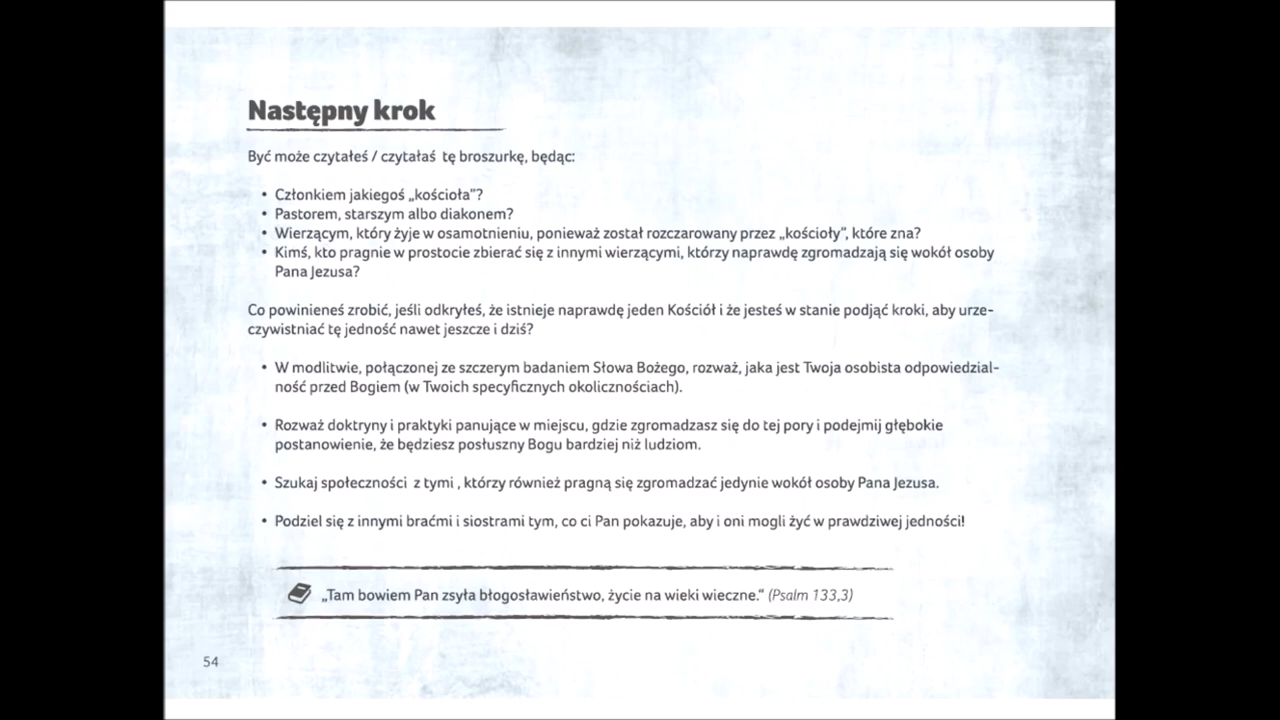 Następny krok
Być może czytałeś / czytałaś tę broszurkę, będąc:
• Członkiem jakiegoś „kościoła”?
• Pastorem, starszym albo diakonem?
• Wierzącym, który żyje w osamotnieniu, ponieważ został rozczarowany przez „kościoły”, które zna?
• Kimś, kto pragnie w prostocie zbierać się z innymi wierzącymi, którzy naprawdę zgromadzają się wokół osoby
Pana Jezusa?
Co powinieneś zrobić, jeśli odkryłeś, że istnieje naprawdę jeden Kościół i że jesteś w stanie podjąć kroki, aby urze-
czywistniać tę jedność nawet jeszcze i dziś?
• W modlitwie, połączonej ze szczerym badaniem Słowa Bożego, rozważ, jaka jest Twoja osobista odpowiedzial-
ność przed Bogiem (w Twoich specyficznych okolicznościach).
• Rozważ doktryny i praktyki panujące w miejscu, gdzie zgromadzasz się do tej pory i podejmij głębokie
postanowienie, że będziesz posłuszny Bogu bardziej niż ludziom.
• Szukaj społeczności z tymi , którzy również pragną się zgromadzać jedynie wokół osoby Pana Jezusa.
• Podziel się z innymi braćmi i siostrami tym, co ci Pan pokazuje, aby i oni mogli żyć w prawdziwej jedności!
„Tam bowiem Pan zsyła błogosławieństwo, życie na wieki wieczne.“ (Psalm 133,3)
54